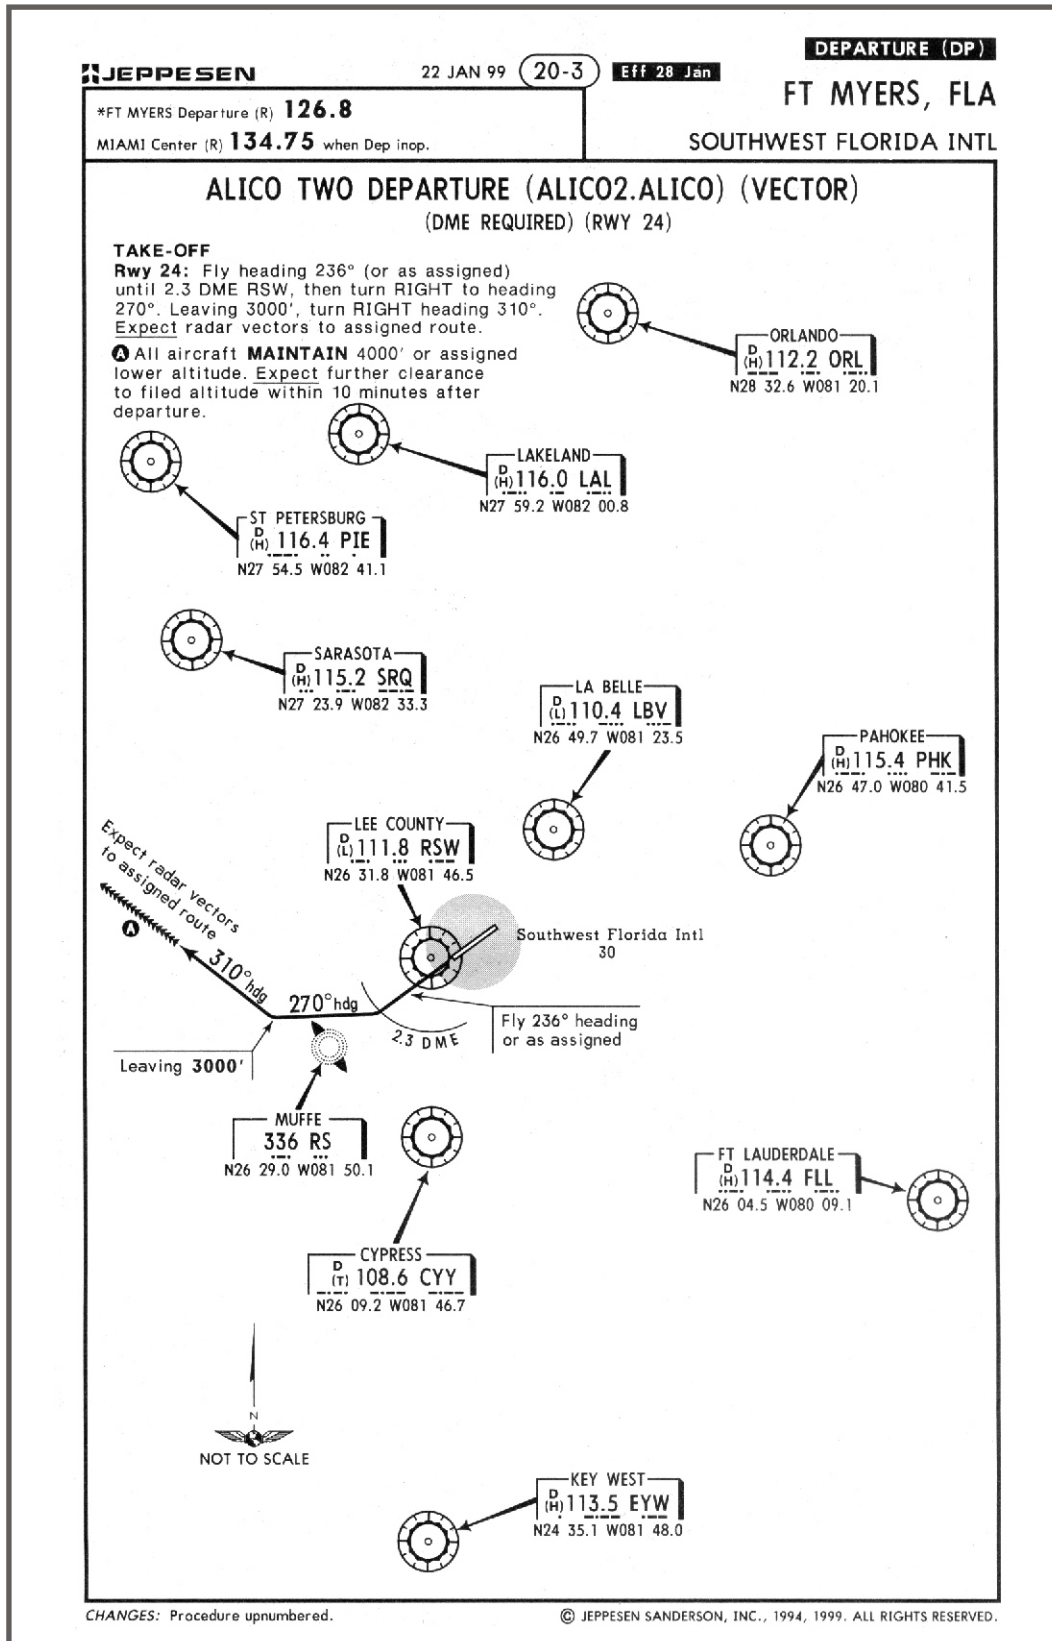 DEPARTURE (DP)
JEPPESEN 22 JAN 99 20-3 Eff 28 Jan
FT MYERS, FLA
*FT MYERS Departure (R) 126.8
MIAMI Center (R) 134.75 when Dep inop.
SOUTHWEST FLORIDA INTL
ALICO TWO DEPARTURE (ALICO2.ALICO) (VECTOR)
(DME REQUIRED) (RWY 24)
TAKE-OFF
Rwy 24: Fly heading 236° (or as assigned)
until 2.3 DME RSW, then turn RIGHT to heading
270°. Leaving 3000', turn RIGHT heading 310°.
Expect radar vectors to assigned route.
A All aircraft MAINTAIN 4000' or assigned
lower altitude. Expect further clearance
to filed altitude within 10 minutes after
departure.
ORLANDO
D
(H) 112.2 ORL
N28 32.6 W081 20.1
LAKELAND
D
(H) 116.0 LAL
N27 59.2 W082 00.8
ST PETERSBURG
D
(H) 116.4 PIE
N27 54.5 W082 41.1
SARASOTA
D
(H) 115.2 SRQ
N27 23.9 W082 33.3
LA BELLE
D
(L) 110.4 LBV
N26 49.7 W081 23.5
PAHOKEE
D
(H) 115.4 PHK
N26 47.0 W080 41.5
LEE COUNTY
D
(L) 111.8 RSW
N26 31.8 W081 46.5
Expect radar vectors
to assigned route
A
Southwest Florida Intl
30
310° hdg
270° hdg
2.3 DME
Fly 236° heading
or as assigned
Leaving 3000'
MUFFE
336 RS
N26 29.0 W081 50.1
FT LAUDERDALE
D
(H) 114.4 FLL
N26 04.5 W080 09.1
CYPRESS
D
(T) 108.6 CYY
N26 09.2 W081 46.7
N
NOT TO SCALE
KEY WEST
D
(H) 113.5 EYW
N24 35.1 W081 48.0
CHANGES: Procedure upnumbered.
© JEPPESEN SANDERSON, INC., 1994, 1999. ALL RIGHTS RESERVED.